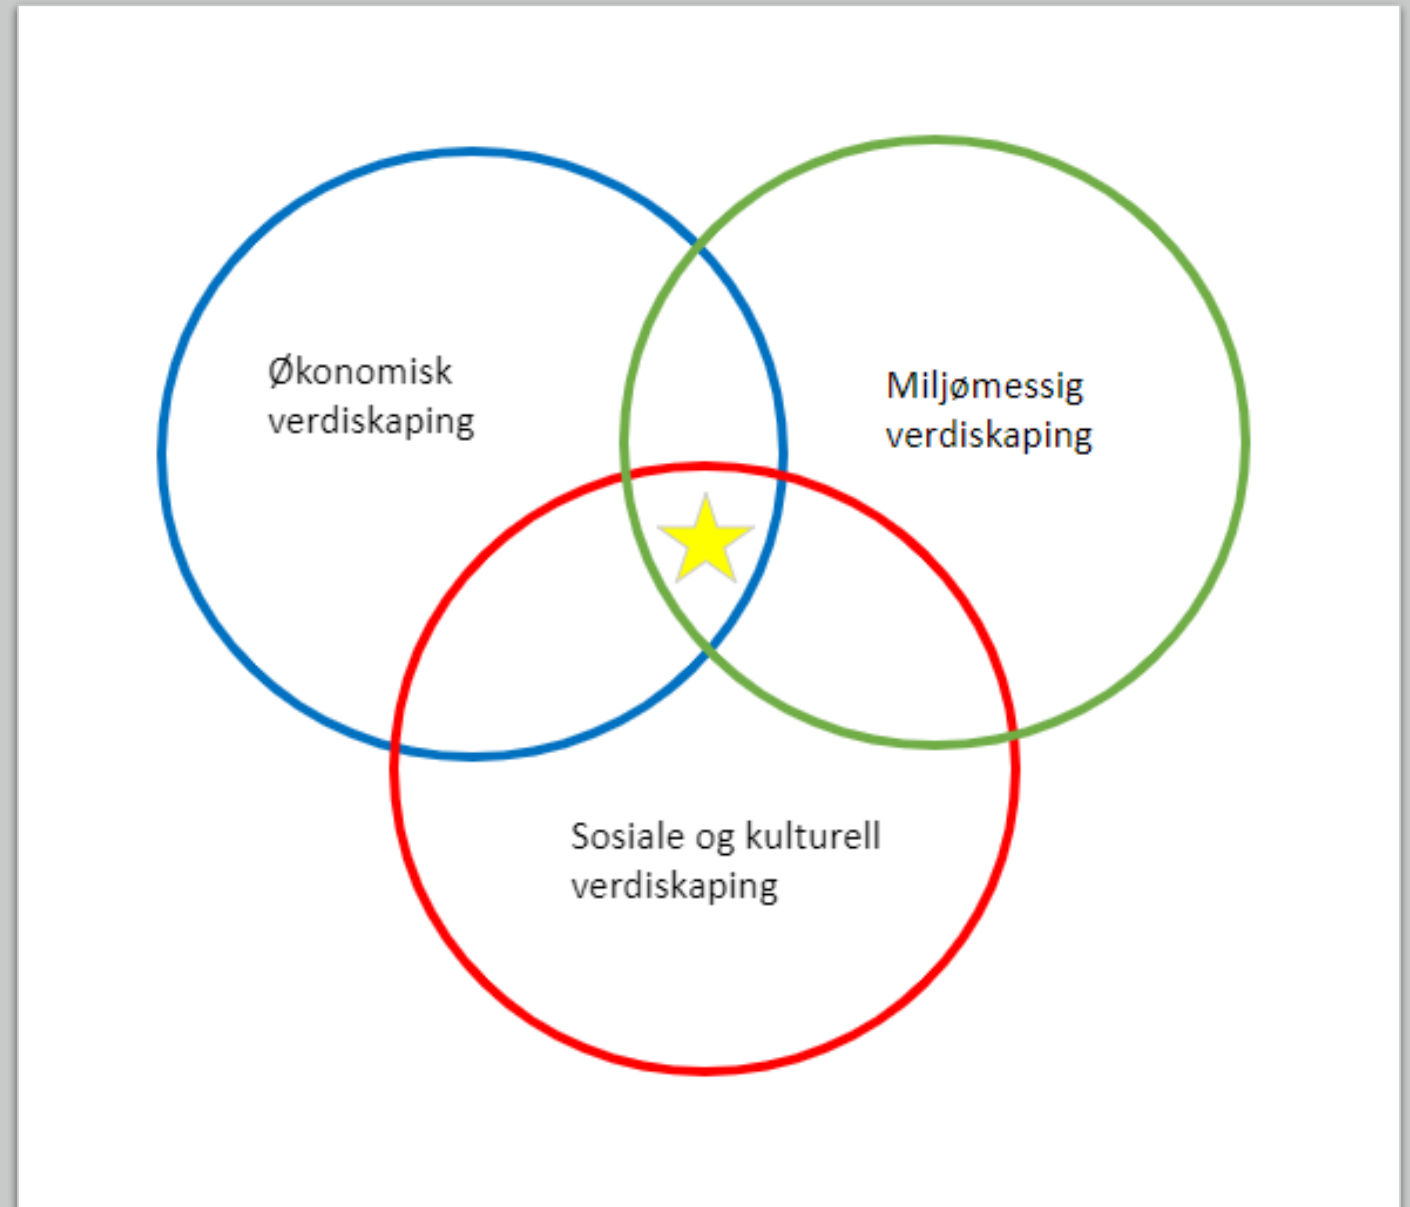 Økonomisk
verdiskaping
Miljømessig
verdiskaping
Sosiale og kulturell
verdiskaping